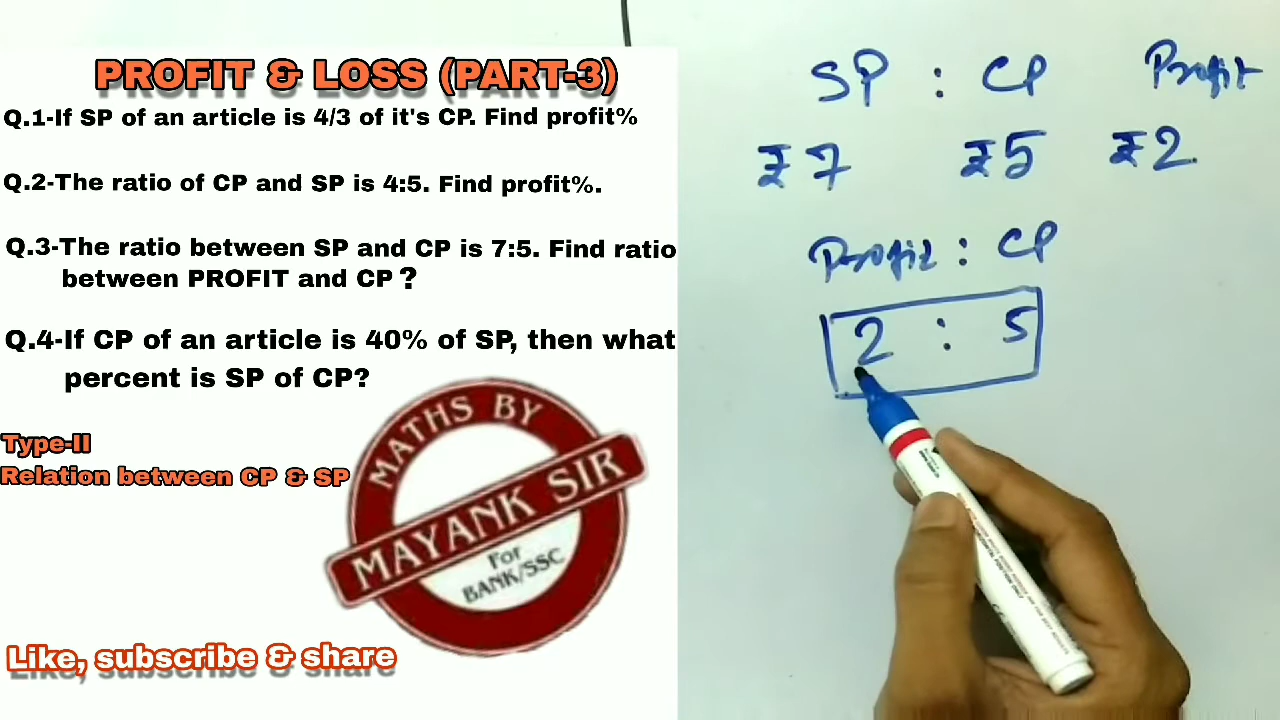 PROFIT & LOSS (PART-3)
Q.1-If SP of an article is 4/3 of it's CP. Find profit%
Q.2-The ratio of CP and SP is 4:5. Find profit%.
Q.3-The ratio between SP and CP is 7:5. Find ratio
between PROFIT and CP?
Q.4-If CP of an article is 40% of SP, then what
percent is SP of CP?
Type-II
Relation between CP & SP
MATHS BY
MAYANK SIR
For
BANK/SSC
Like, subscribe & share
SP : CP Profit
₹7 ₹5 ₹2
Profit : CP
2 : 5